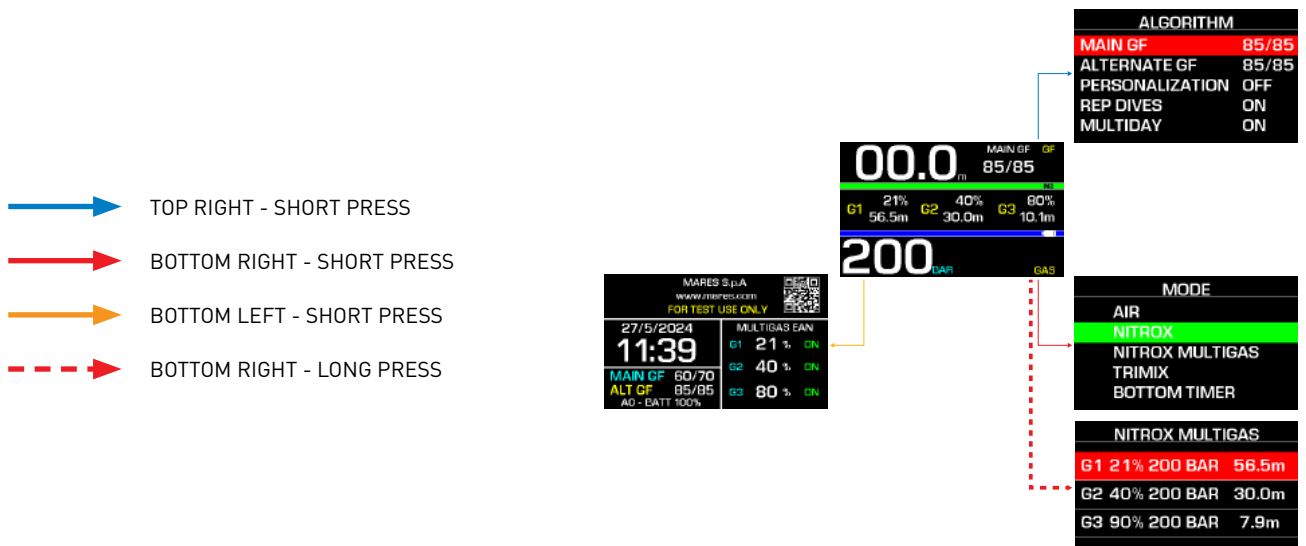 TOP RIGHT - SHORT PRESS
BOTTOM RIGHT - SHORT PRESS
BOTTOM LEFT - SHORT PRESS
BOTTOM RIGHT - LONG PRESS
MARES S.p.A
www.mares.com
FOR TEST USE ONLY
27/5/2024
11:39
MAIN GF 60/70
ALT GF 85/85
A0 - BATT 100%
MULTIGAS EAN
G1 21 % ON
G2 40 % ON
G3 80 % ON
00.0 m
MAIN GF GF
85/85
N2
G1 21% 56.5m
G2 40% 30.0m
G3 80% 10.1m
200 BAR
GAS
ALGORITHM
MAIN GF 85/85
ALTERNATE GF 85/85
PERSONALIZATION OFF
REP DIVES ON
MULTIDAY ON
MODE
AIR
NITROX
NITROX MULTIGAS
TRIMIX
BOTTOM TIMER
NITROX MULTIGAS
G1 21% 200 BAR 56.5m
G2 40% 200 BAR 30.0m
G3 90% 200 BAR 7.9m